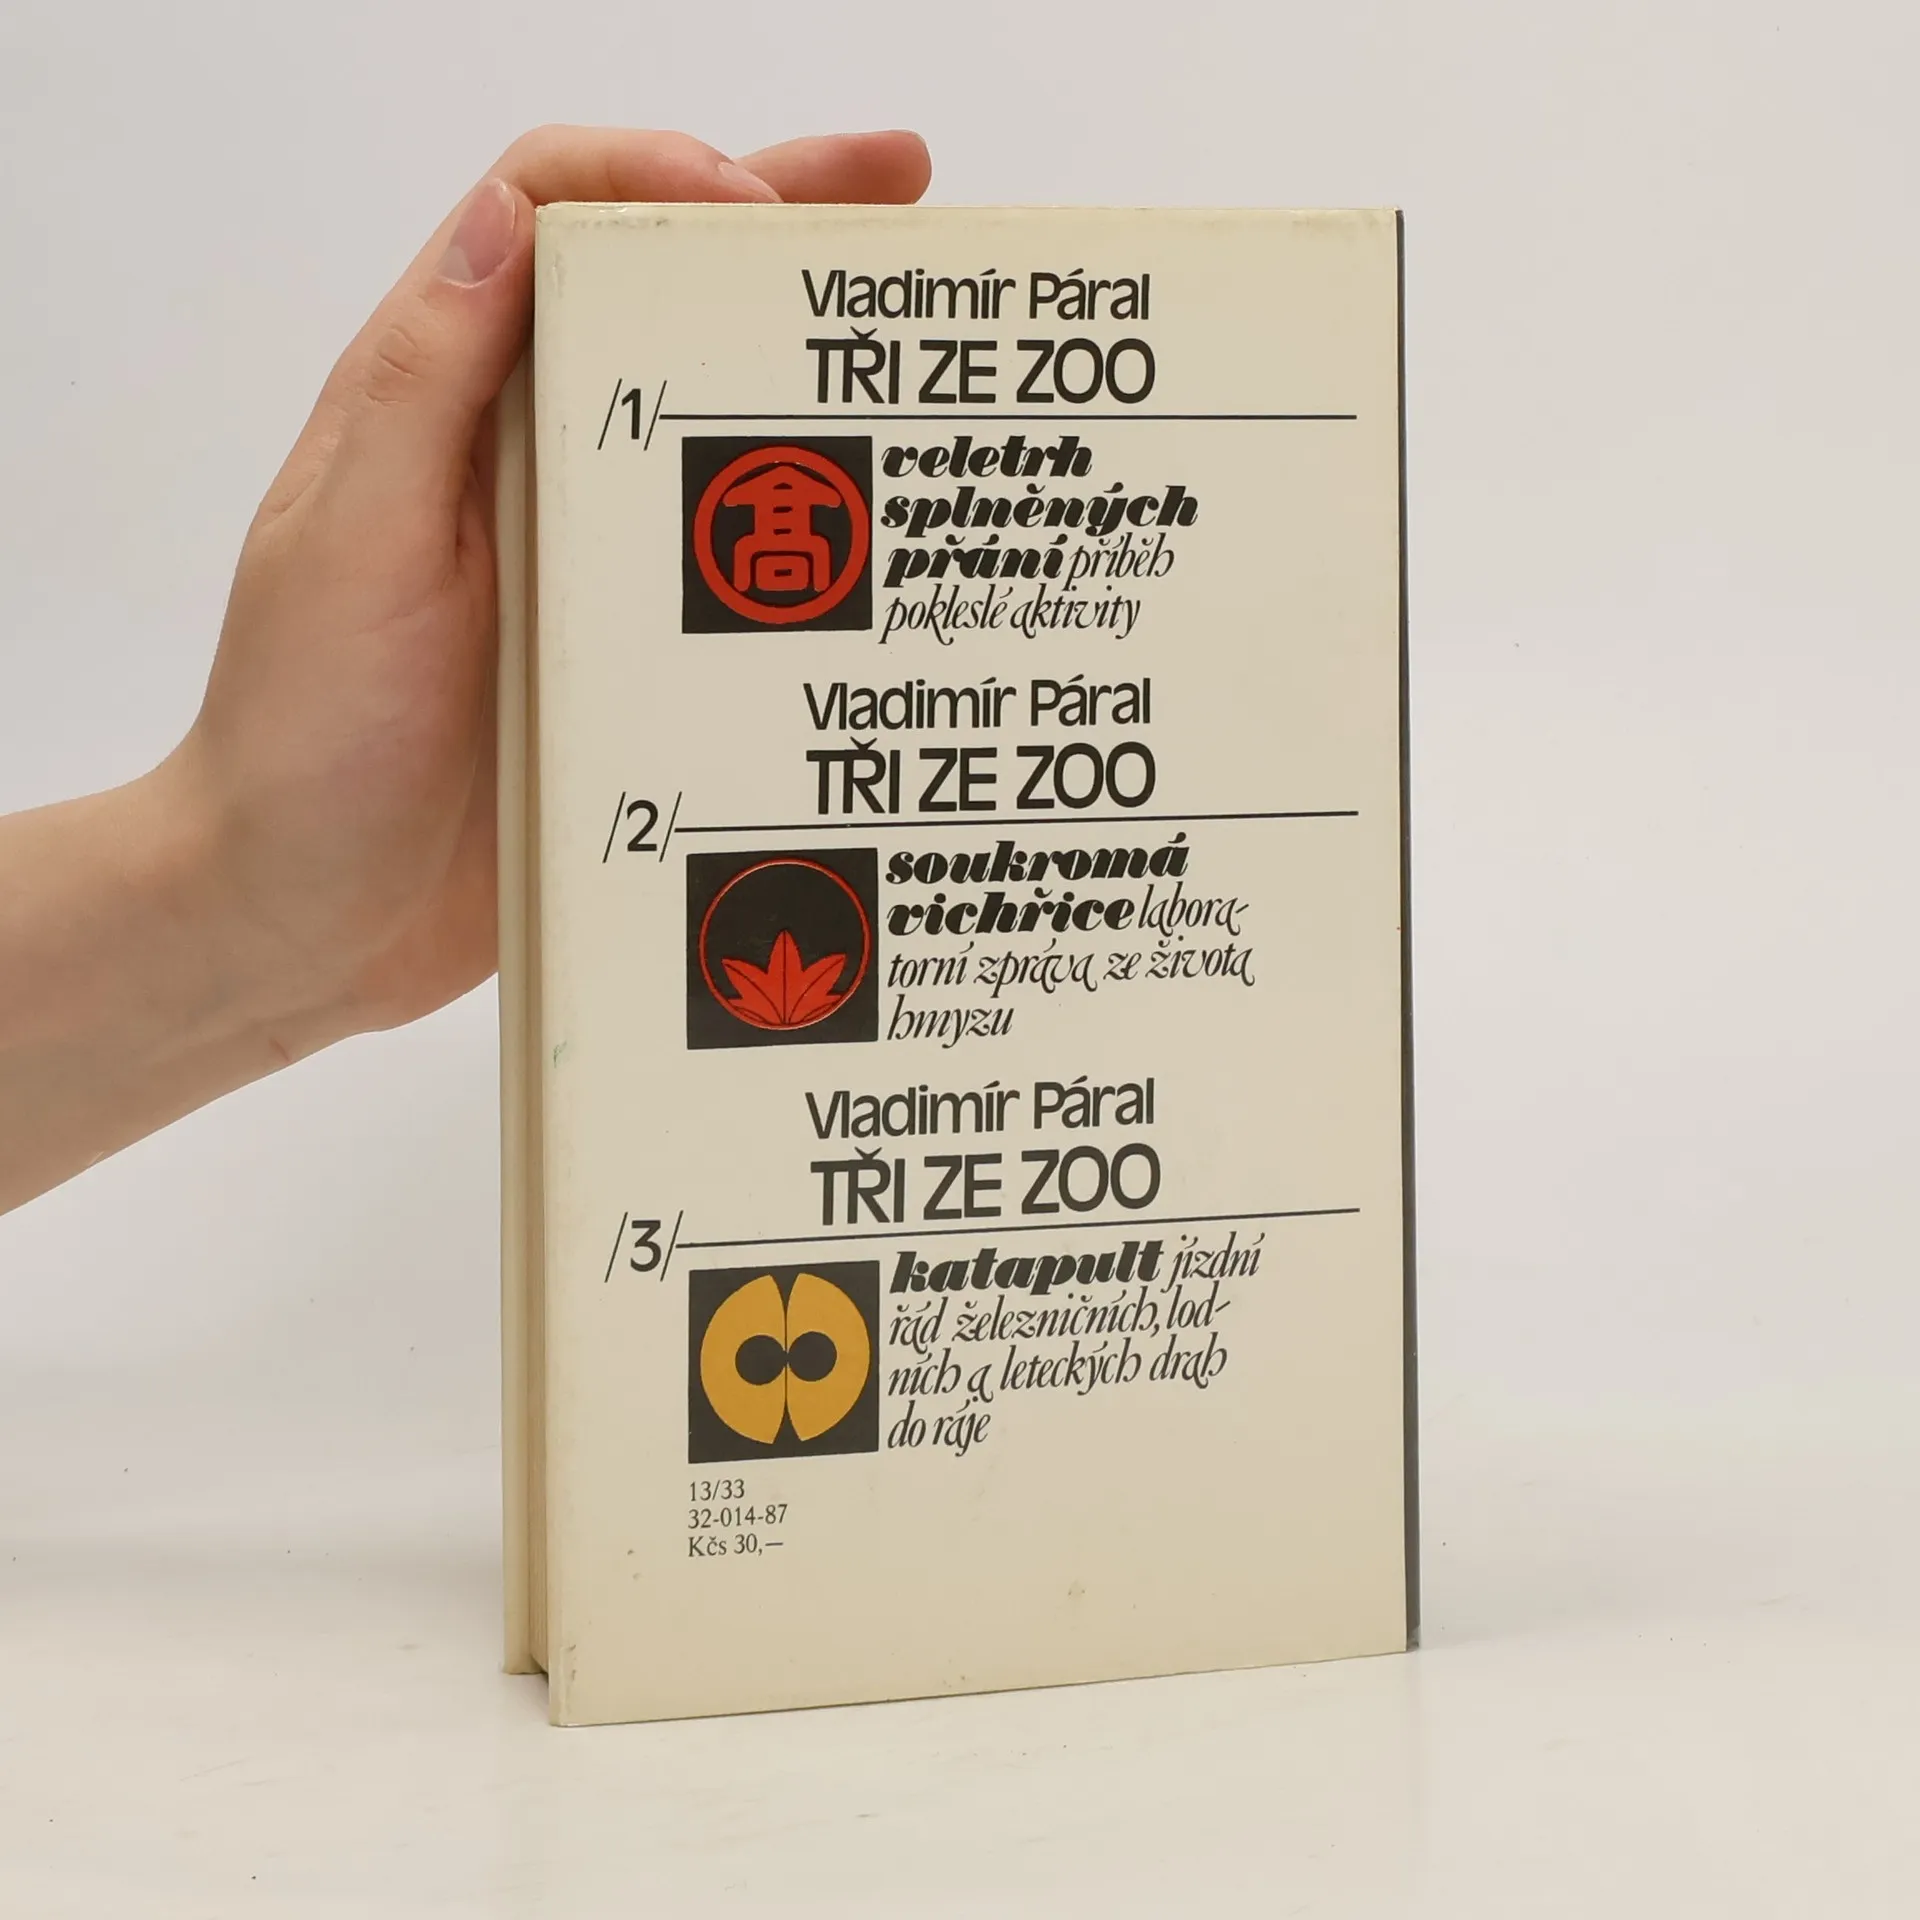 Vladimír Páral
TŘI ZE ZOO
/1/
髙
veletrh
splněných
přání příběh
pokleslé aktivity
Vladimír Páral
TŘI ZE ZOO
/2/
soukromá
vichřice labora-
torní zpráva ze života
hmyzu
Vladimír Páral
TŘI ZE ZOO
/3/
katapult jízdní
řád železničních, lod-
ních a leteckých drah
do ráje
13/33
32-014-87
Kčs 30,—